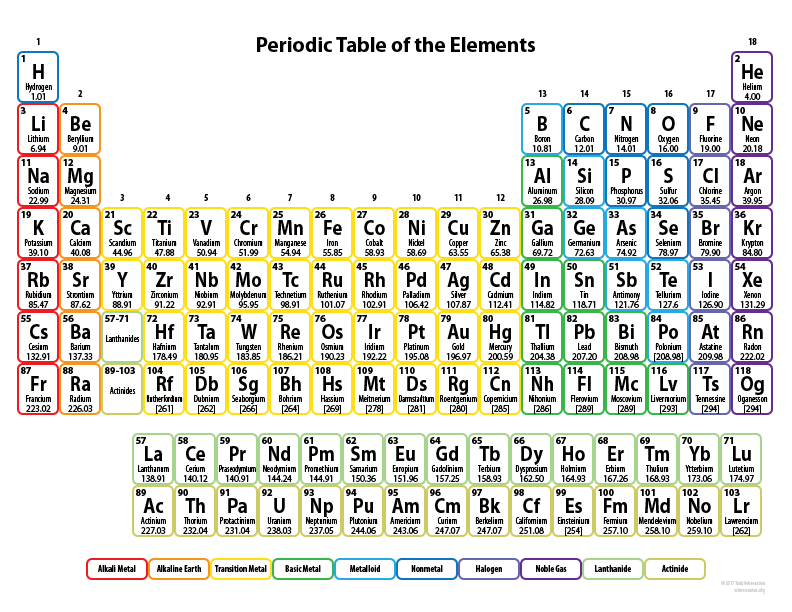 Periodic Table of the Elements
1 18
1 2
H He
Hydrogen Helium
1.01 4.00
2 13 14 15 16 17
3 4 5 6 7 8 9 10
Li Be B C N O F Ne
Lithium Beryllium Boron Carbon Nitrogen Oxygen Fluorine Neon
6.94 9.01 10.81 12.01 14.01 16.00 19.00 20.18
11 12 13 14 15 16 17 18
Na Mg Al Si P S Cl Ar
Sodium Magnesium Aluminum Silicon Phosphorus Sulfur Chlorine Argon
22.99 24.31 26.98 28.09 30.97 32.06 35.45 39.95
3 4 5 6 7 8 9 10 11 12
19 20 21 22 23 24 25 26 27 28 29 30 31 32 33 34 35 36
K Ca Sc Ti V Cr Mn Fe Co Ni Cu Zn Ga Ge As Se Br Kr
Potassium Calcium Scandium Titanium Vanadium Chromium Manganese Iron Cobalt Nickel Copper Zinc Gallium Germanium Arsenic Selenium Bromine Krypton
39.10 40.08 44.96 47.88 50.94 51.99 54.94 55.85 58.93 58.69 63.55 65.38 69.72 72.63 74.92 78.97 79.90 84.80
37 38 39 40 41 42 43 44 45 46 47 48 49 50 51 52 53 54
Rb Sr Y Zr Nb Mo Tc Ru Rh Pd Ag Cd In Sn Sb Te I Xe
Rubidium Strontium Yttrium Zirconium Niobium Molybdenum Technetium Ruthenium Rhodium Palladium Silver Cadmium Indium Tin Antimony Tellurium Iodine Xenon
85.47 87.62 88.91 91.22 92.91 95.95 98.91 101.07 102.91 106.42 107.87 112.41 114.82 118.71 121.76 127.6 126.90 131.29
55 56 57-71 72 73 74 75 76 77 78 79 80 81 82 83 84 85 86
Cs Ba Lanthanides Hf Ta W Re Os Ir Pt Au Hg Tl Pb Bi Po At Rn
Cesium Barium Hafnium Tantalum Tungsten Rhenium Osmium Iridium Platinum Gold Mercury Thallium Lead Bismuth Polonium Astatine Radon
132.91 137.33 178.49 180.95 183.85 186.21 190.23 192.22 195.08 196.97 200.59 204.38 207.20 208.98 [208.98] 209.98 222.02
87 88 89-103 104 105 106 107 108 109 110 111 112 113 114 115 116 117 118
Fr Ra Actinides Rf Db Sg Bh Hs Mt Ds Rg Cn Nh Fl Mc Lv Ts Og
Francium Radium Rutherfordium Dubnium Seaborgium Bohrium Hassium Meitnerium Darmstadtium Roentgenium Copernicium Nihonium Flerovium Moscovium Livermorium Tennessine Oganesson
223.02 226.03 [261] [262] [266] [264] [269] [278] [281] [280] [285] [286] [289] [289] [293] [294] [294]
57 58 59 60 61 62 63 64 65 66 67 68 69 70 71
La Ce Pr Nd Pm Sm Eu Gd Tb Dy Ho Er Tm Yb Lu
Lanthanum Cerium Praseodymium Neodymium Promethium Samarium Europium Gadolinium Terbium Dysprosium Holmium Erbium Thulium Ytterbium Lutetium
138.91 140.12 140.91 144.24 144.91 150.36 151.96 157.25 158.93 162.50 164.93 167.26 168.93 173.06 174.97
89 90 91 92 93 94 95 96 97 98 99 100 101 102 103
Ac Th Pa U Np Pu Am Cm Bk Cf Es Fm Md No Lr
Actinium Thorium Protactinium Uranium Neptunium Plutonium Americium Curium Berkelium Californium Einsteinium Fermium Mendelevium Nobelium Lawrencium
227.03 232.04 231.04 238.03 237.05 244.06 243.06 247.07 247.07 251.08 [254] 257.10 258.10 259.10 [262]
Alkali Metal Alkaline Earth Transition Metal Basic Metal Metalloid Nonmetal Halogen Noble Gas Lanthanide Actinide
© 2017 Todd Helmenstine
sciencenotes.org